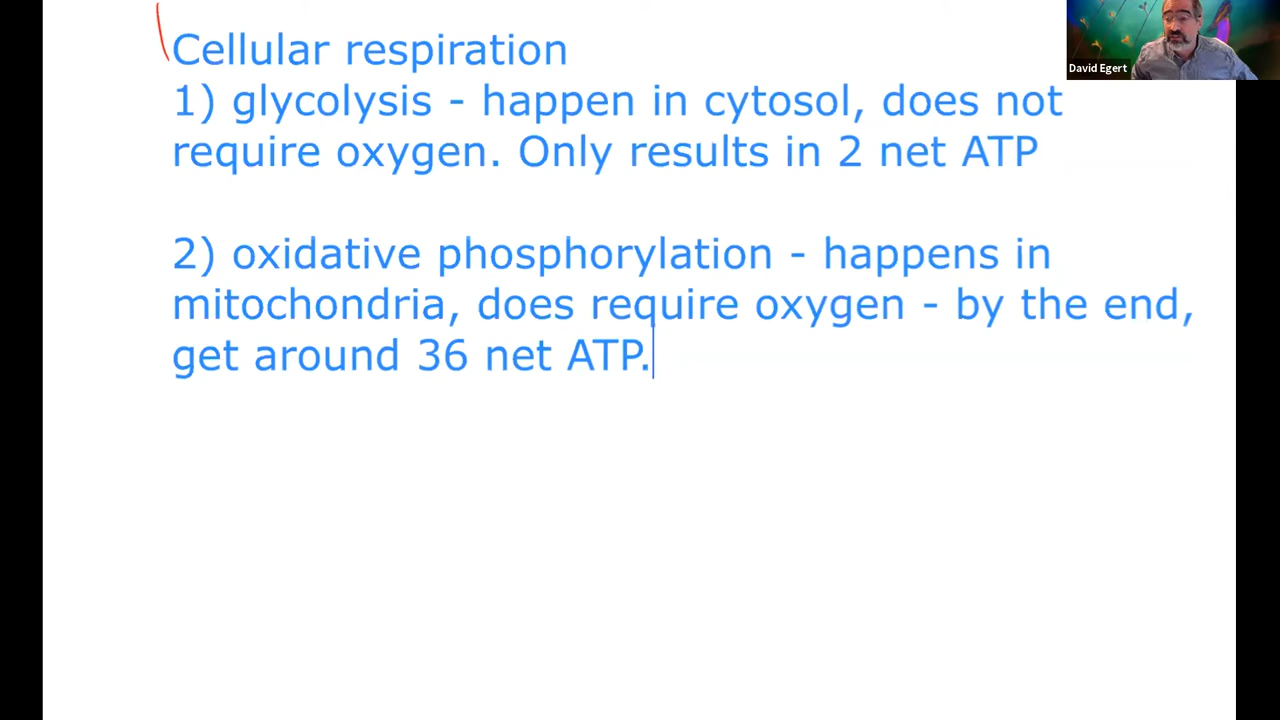 Cellular respiration
1) glycolysis - happen in cytosol, does not
require oxygen. Only results in 2 net ATP
2) oxidative phosphorylation - happens in
mitochondria, does require oxygen - by the end,
get around 36 net ATP.
David Egert